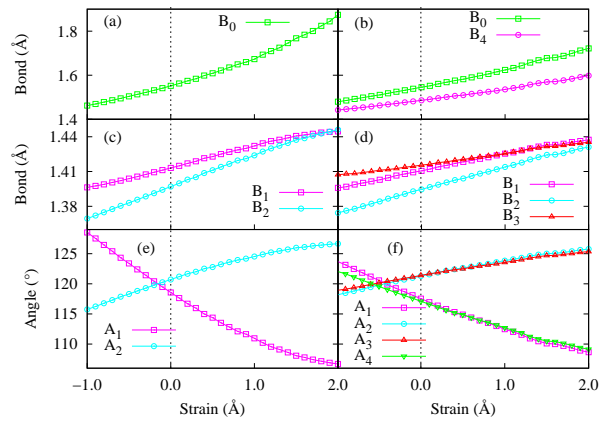 (a) B₀ (b) B₀
B₄
Bond (Å) 1.8 1.6 1.4
(c) (d)
B₁ B₁
B₂ B₂
B₃
Bond (Å) 1.44 1.41 1.38
(e) (f)
A₁ A₁
A₂ A₂
A₃
A₄
Angle (°) 125 120 115 110
−1.0 0.0 1.0 2.0 0.0 1.0 2.0
Strain (Å) Strain (Å)